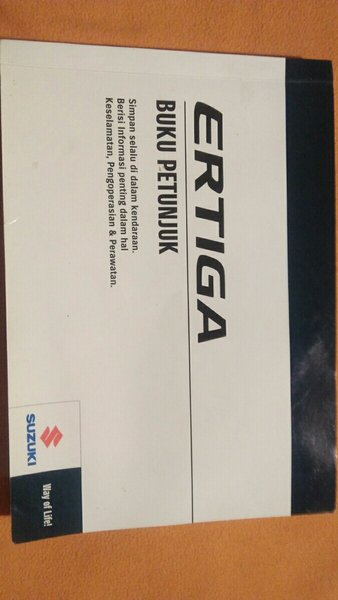 ERTIGA
BUKU PETUNJUK
Simpan selalu di dalam kendaraan.
Berisi Informasi penting dalam hal
Keselamatan, Pengoperasian & Perawatan.
SUZUKI
Way of Life!